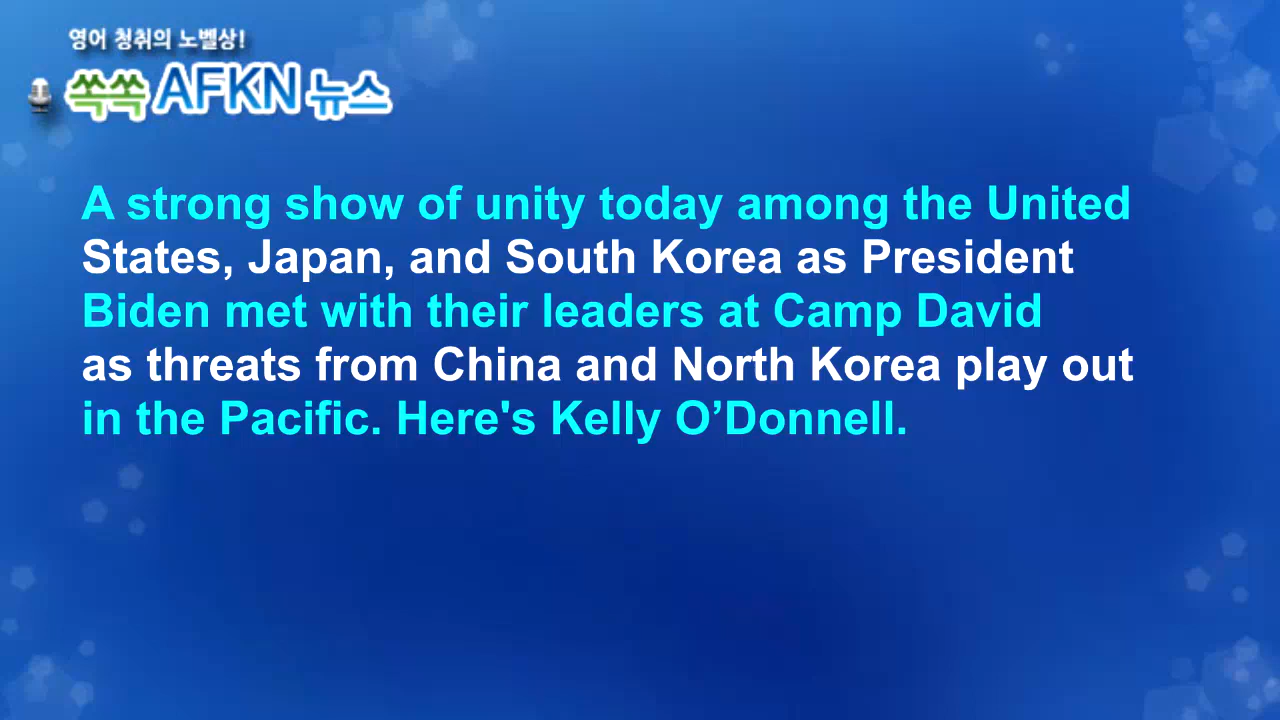 영어 청취의 노벨상!
쏙쏙 AFKN 뉴스
A strong show of unity today among the United
States, Japan, and South Korea as President
Biden met with their leaders at Camp David
as threats from China and North Korea play out
in the Pacific. Here's Kelly O’Donnell.